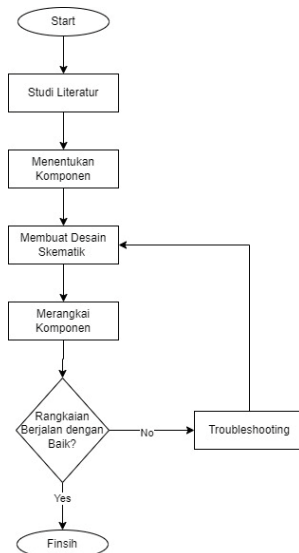 Start
Studi Literatur
Menentukan
Komponen
Membuat Desain
Skematik
Merangkai
Komponen
Rangkaian
Berjalan dengan
Baik?
No
Troubleshooting
Yes
Finsih